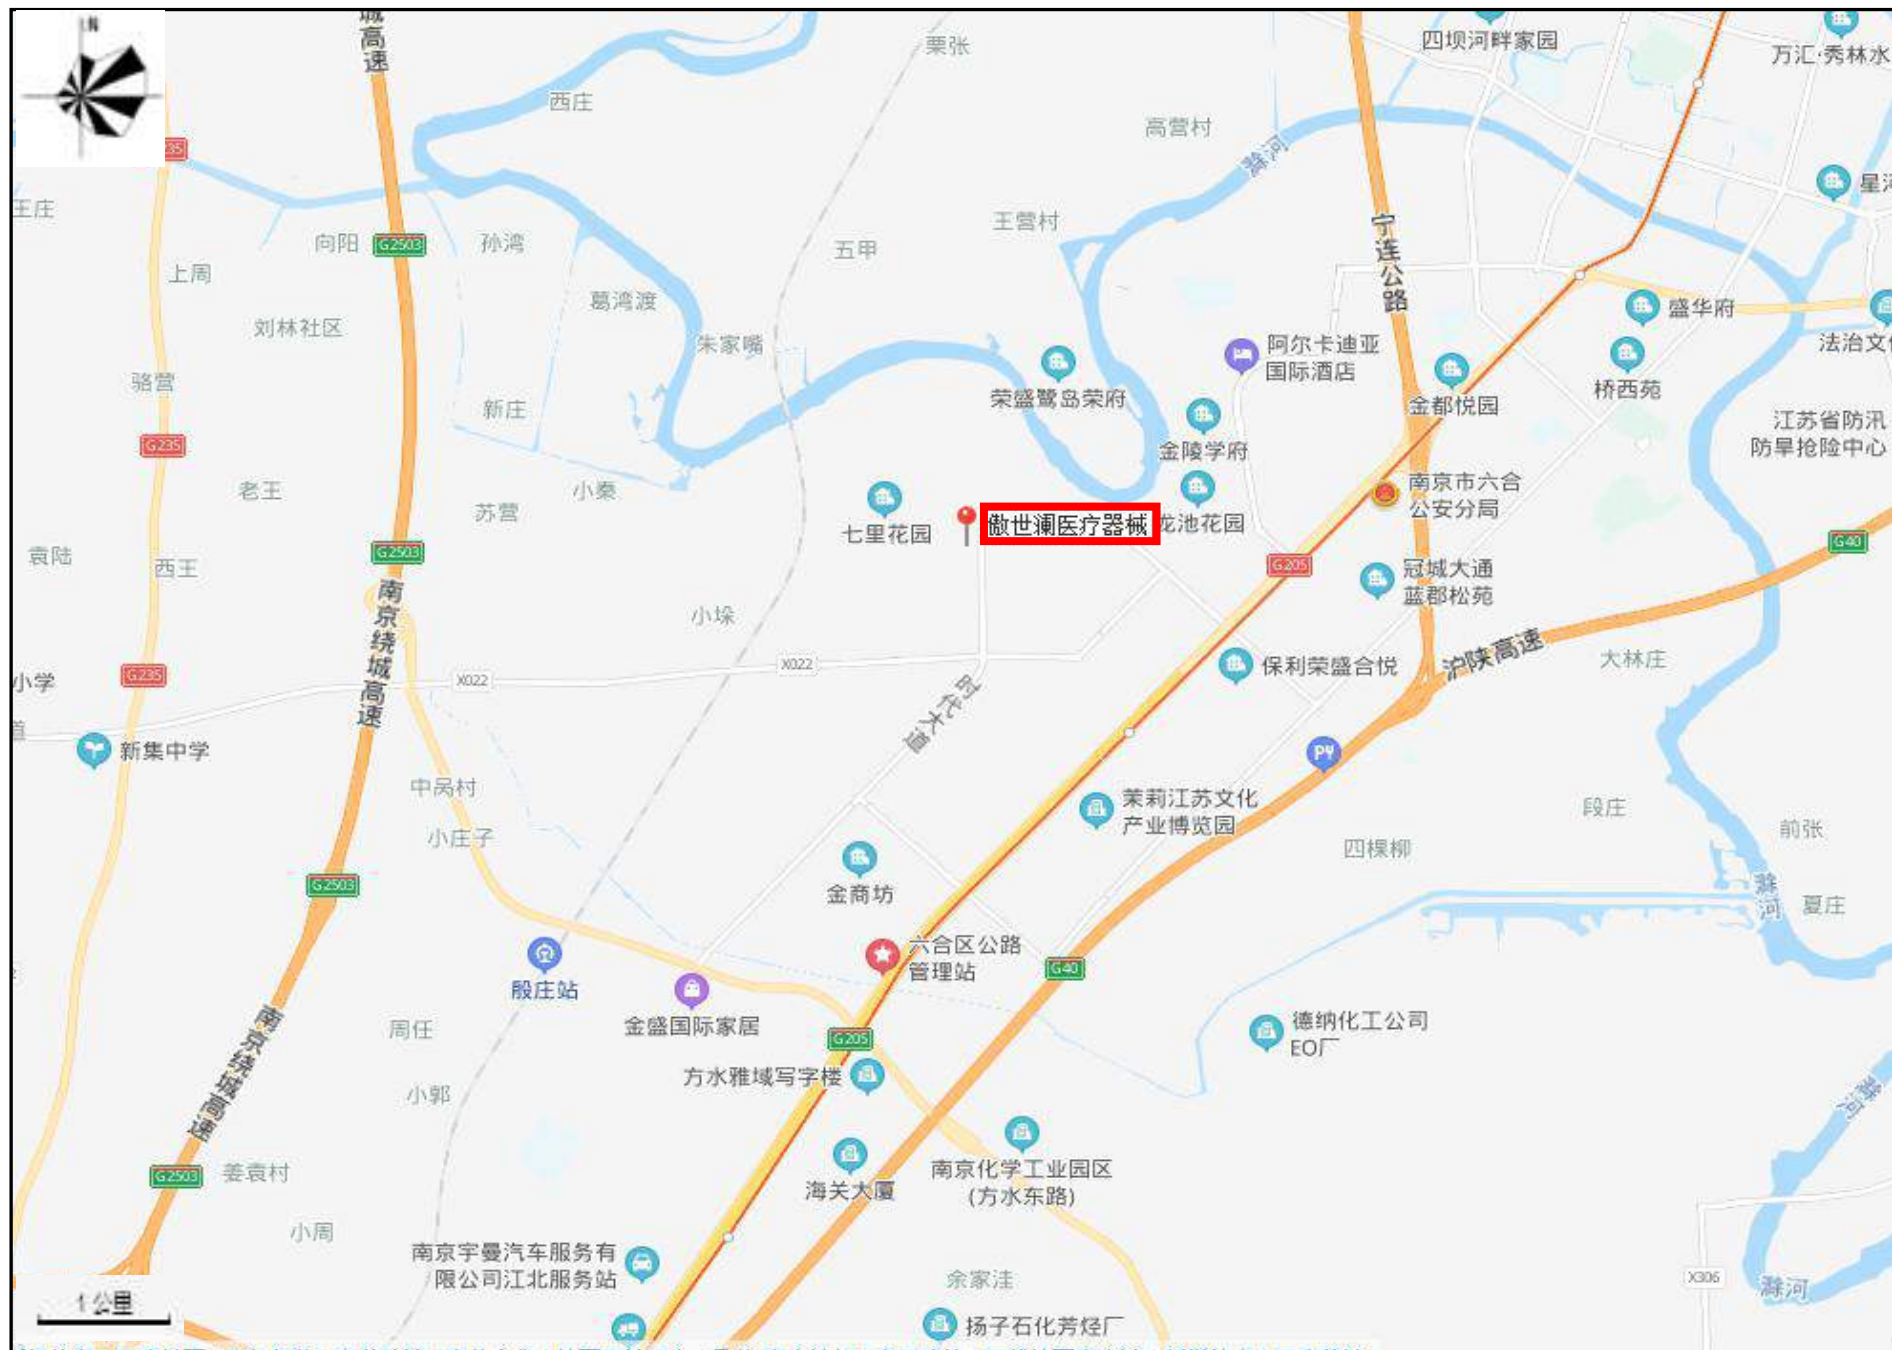 N
城高速
栗张
四坝河畔家园
万汇·秀林水
西庄
高营村
滁河
35
星河
王庄
向阳
G2503
孙湾
五甲
王营村
宁连公路
上周
葛湾渡
刘林社区
朱家嘴
盛华府
法治文化
阿尔卡迪亚
国际酒店
骆营
荣盛鹭岛荣府
金都悦园
桥西苑
新庄
G235
金陵学府
江苏省防汛
防旱抢险中心
老王
小秦
苏营
七里花园
傲世澜医疗器械
龙池花园
南京市六合
公安分局
G40
袁陆
西王
G2503
G205
冠城大通
蓝郡松苑
南京绕城高速
小垛
小学
G235
X022
X022
时代大道
保利荣盛合悦
沪陕高速
大林庄
道
新集中学
中呙村
茉莉江苏文化
产业博览园
段庄
前张
小庄子
四棵柳
G2503
金商坊
滁河
夏庄
殷庄站
六合区公路
管理站
G40
金盛国际家居
南京绕城高速
周任
G205
德纳化工公司
EO厂
方水雅域写字楼
小郭
滁河
南京化学工业园区
(方水东路)
G2503
姜袁村
海关大厦
小周
南京宇曼汽车服务有
限公司江北服务站
余家洼
X306
滁河
1公里
扬子石化芳烃厂